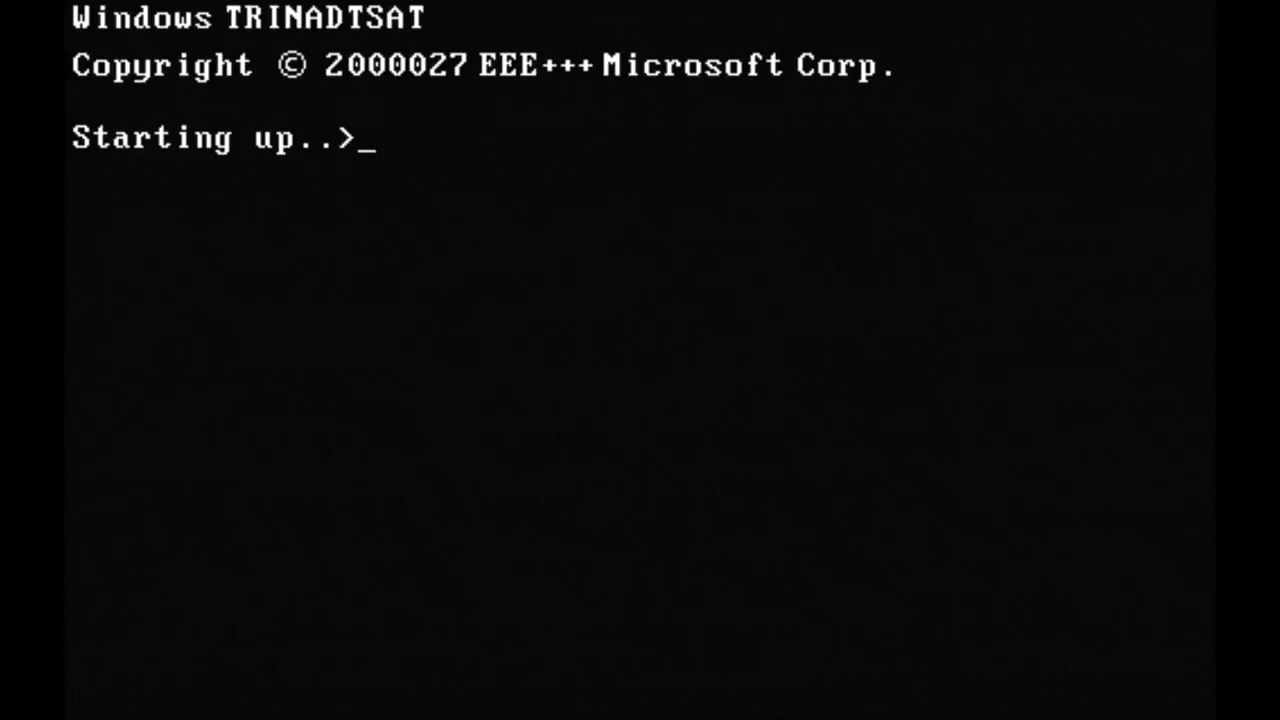 Windows TRINADTSAT
Copyright © 2000027 EEE+++ Microsoft Corp.
Starting up..>_